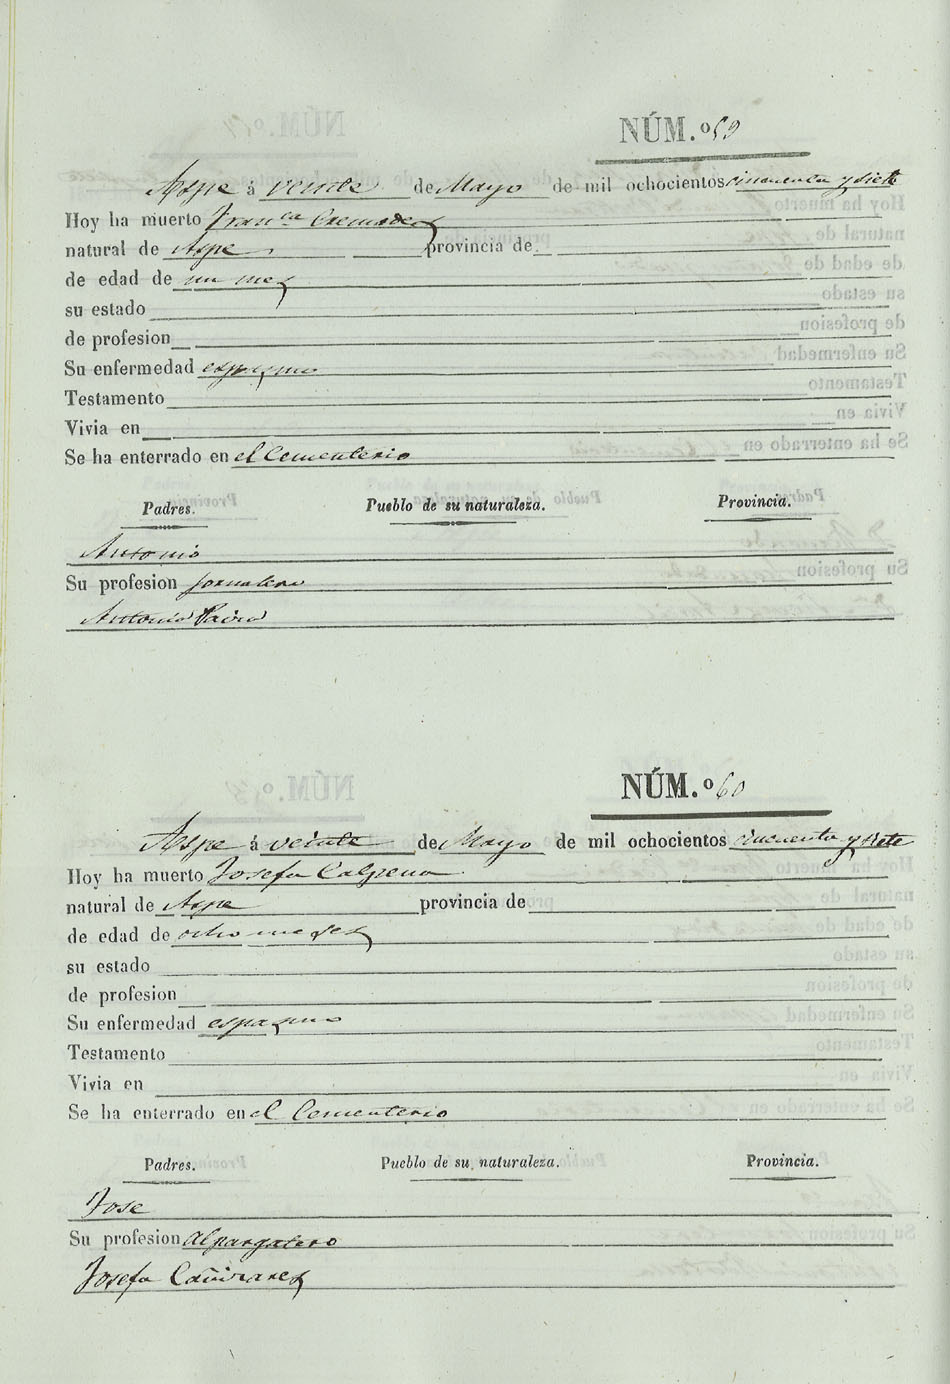 NÚM.º 59
Aspe á veinte de Mayo de mil ochocientos cincuenta y siete
Hoy ha muerto Fran.ca Cremades
natural de Aspe provincia de
de edad de un mes
su estado
de profesion
Su enfermedad espasmo
Testamento
Vivia en
Se ha enterrado en el Cementerio
Padres. Pueblo de su naturaleza. Provincia.
Antonio
Su profesion jornalero
Antonia
NÚM.º 60
Aspe á veinte de Mayo de mil ochocientos cincuenta y siete
Hoy ha muerto Josefa Calpena
natural de Aspe provincia de
de edad de ocho meses
su estado
de profesion
Su enfermedad espasmo
Testamento
Vivia en
Se ha enterrado en el Cementerio
Padres. Pueblo de su naturaleza. Provincia.
Jose
Su profesion alpargatero
Josefa Cañizares